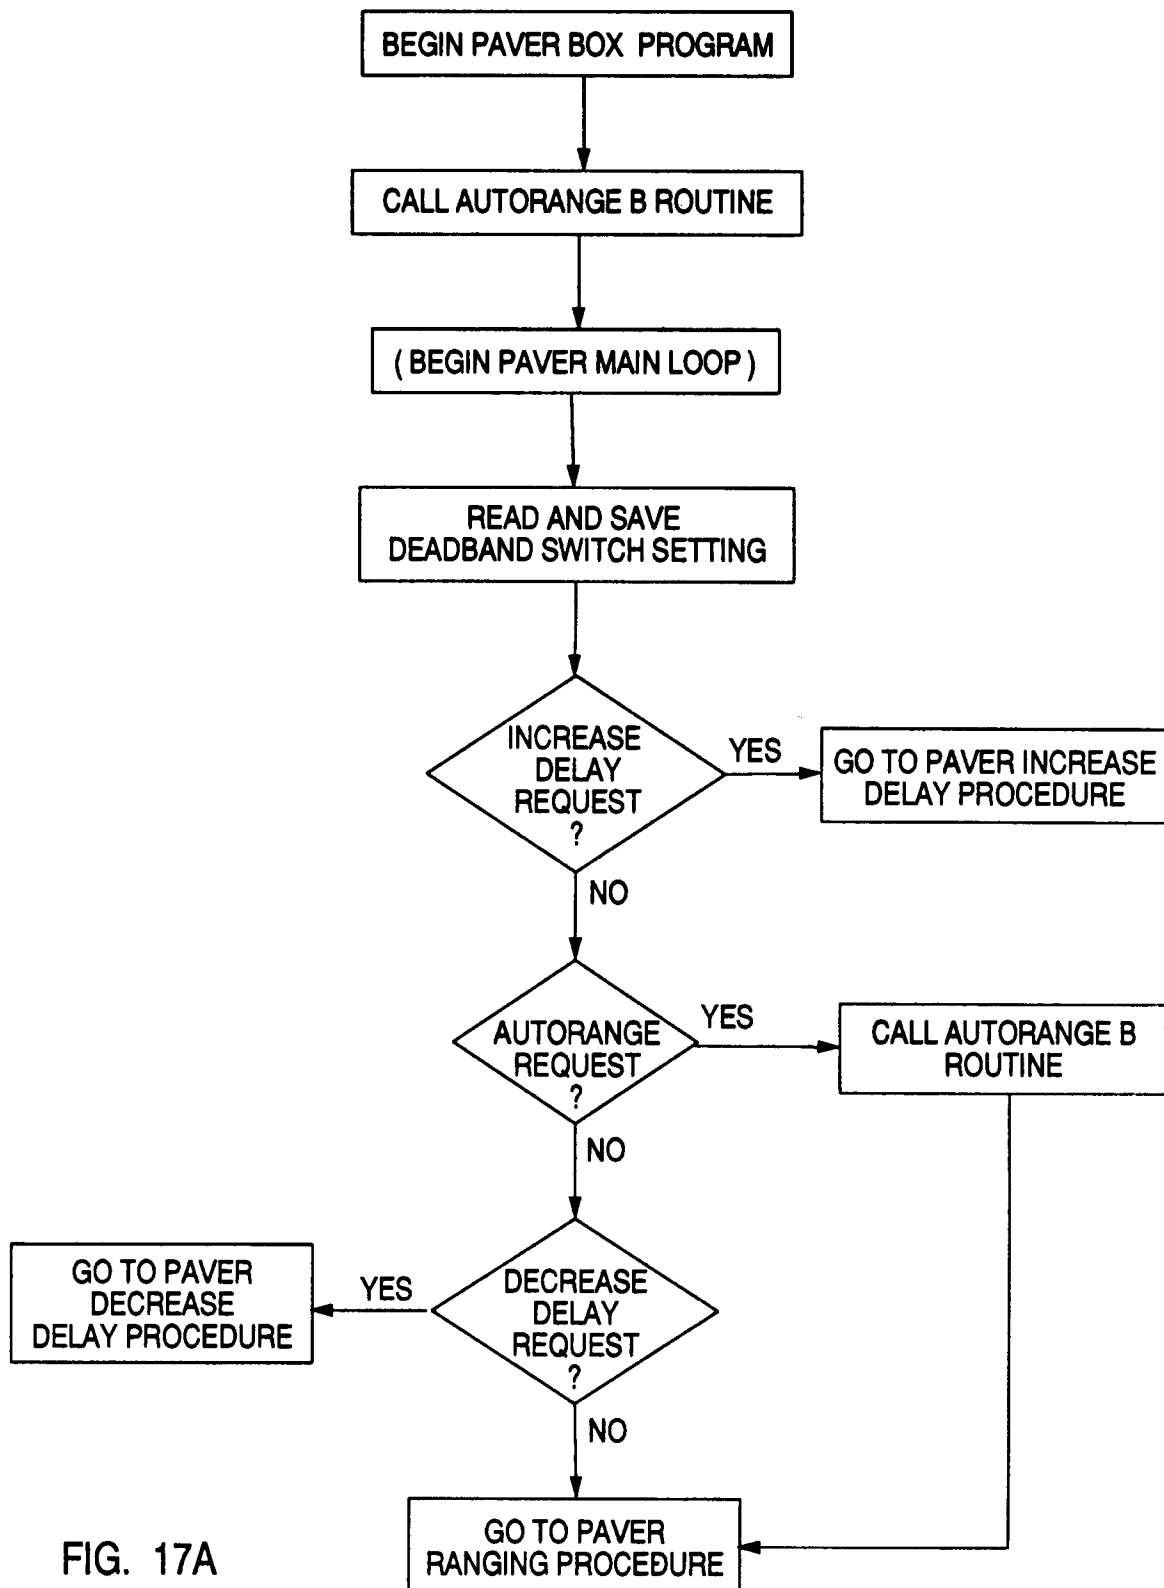 BEGIN PAVER BOX PROGRAM
CALL AUTORANGE B ROUTINE
( BEGIN PAVER MAIN LOOP )
READ AND SAVE
DEADBAND SWITCH SETTING
INCREASE
DELAY
REQUEST
?
YES
GO TO PAVER INCREASE
DELAY PROCEDURE
NO
AUTORANGE
REQUEST
?
YES
CALL AUTORANGE B
ROUTINE
NO
DECREASE
DELAY
REQUEST
?
YES
GO TO PAVER
DECREASE
DELAY PROCEDURE
NO
GO TO PAVER
RANGING PROCEDURE
FIG. 17A